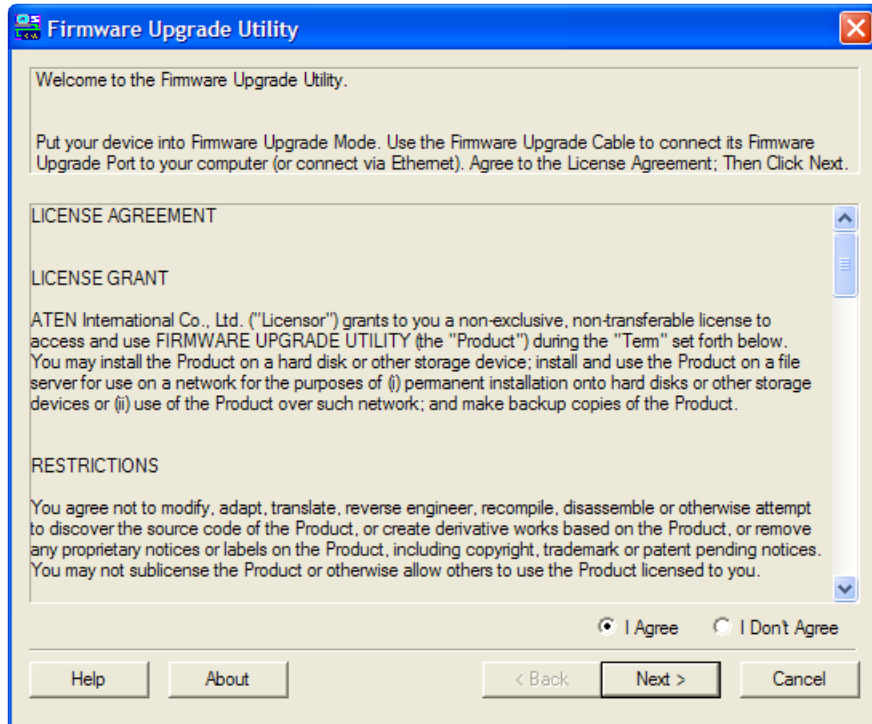 Firmware Upgrade Utility
Welcome to the Firmware Upgrade Utility.
Put your device into Firmware Upgrade Mode. Use the Firmware Upgrade Cable to connect its Firmware
Upgrade Port to your computer (or connect via Ethernet). Agree to the License Agreement; Then Click Next.
LICENSE AGREEMENT
LICENSE GRANT
ATEN International Co., Ltd. ("Licensor") grants to you a non-exclusive, non-transferable license to
access and use FIRMWARE UPGRADE UTILITY (the "Product") during the "Term" set forth below.
You may install the Product on a hard disk or other storage device; install and use the Product on a file
server for use on a network for the purposes of (i) permanent installation onto hard disks or other storage
devices or (ii) use of the Product over such network; and make backup copies of the Product.
RESTRICTIONS
You agree not to modify, adapt, translate, reverse engineer, recompile, disassemble or otherwise attempt
to discover the source code of the Product, or create derivative works based on the Product, or remove
any proprietary notices or labels on the Product, including copyright, trademark or patent pending notices.
You may not sublicense the Product or otherwise allow others to use the Product licensed to you.
I Agree I Don't Agree
Help About < Back Next > Cancel